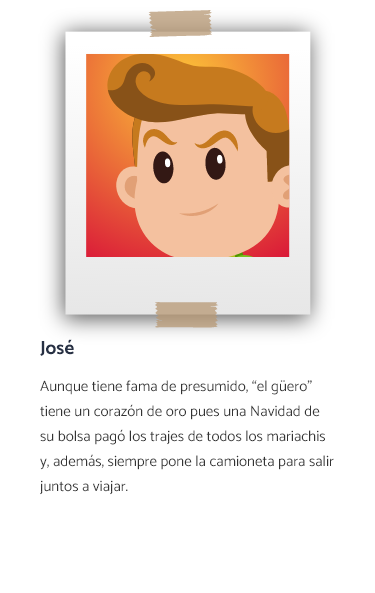 José
Aunque tiene fama de presumido, “el güero”
tiene un corazón de oro pues una Navidad de
su bolsa pagó los trajes de todos los mariachis
y, además, siempre pone la camioneta para salir
juntos a viajar.